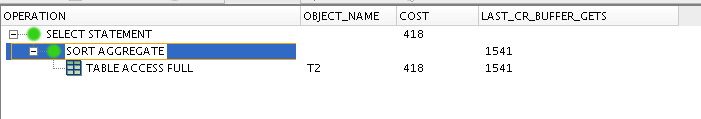 OPERATION OBJECT_NAME COST LAST_CR_BUFFER_GETS
SELECT STATEMENT 418
SORT AGGREGATE 1541
TABLE ACCESS FULL T2 418 1541